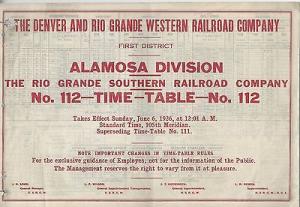 THE DENVER AND RIO GRANDE WESTERN RAILROAD COMPANY
FIRST DISTRICT
ALAMOSA DIVISION
THE RIO GRANDE SOUTHERN RAILROAD COMPANY
No. 112—TIME—TABLE—No. 112
Takes Effect Sunday, June 6, 1926, at 12:01 A. M.
Standard Time, 105th Meridian.
Superseding Time-Table No. 111.
NOTE IMPORTANT CHANGES IN TIME-TABLE RULES
For the exclusive guidance of Employes, not for the information of the Public.
The Management reserves the right to vary from it at pleasure.